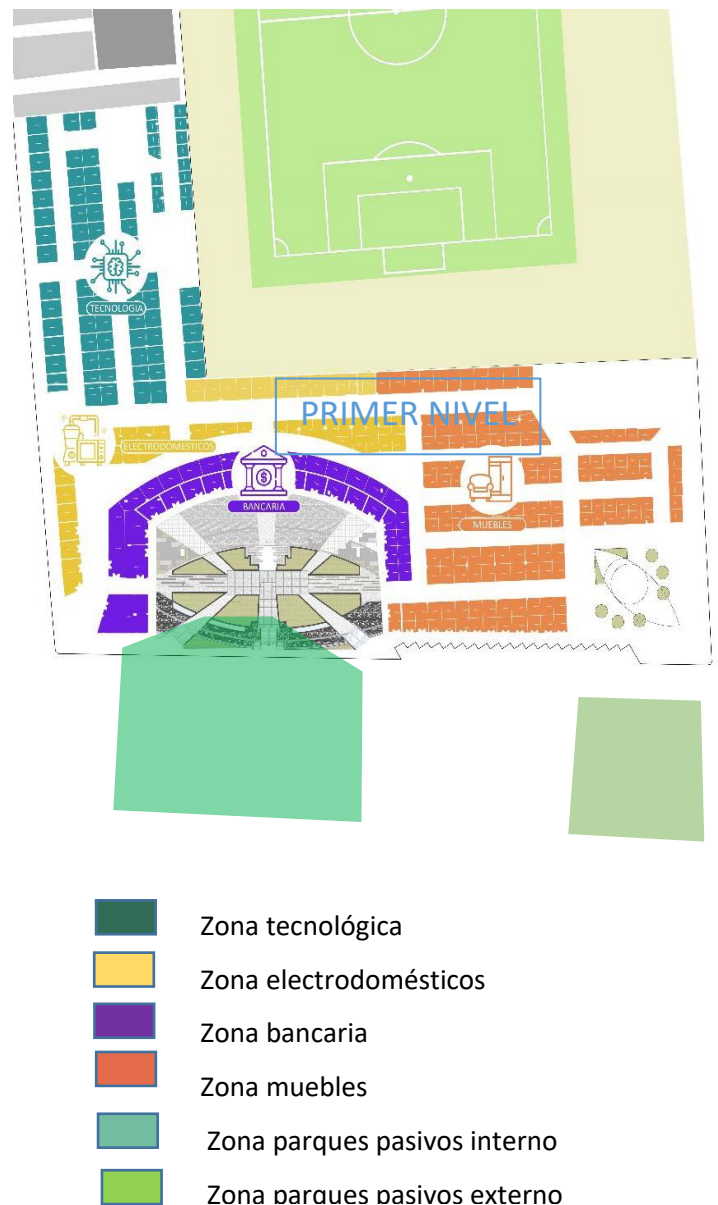 TECNOLOGIA
PRIMER NIVEL
ELECTRODOMESTICOS
BANCARIA
MUEBLES
Zona tecnológica
Zona electrodomésticos
Zona bancaria
Zona muebles
Zona parques pasivos interno
Zona parques pasivos externo